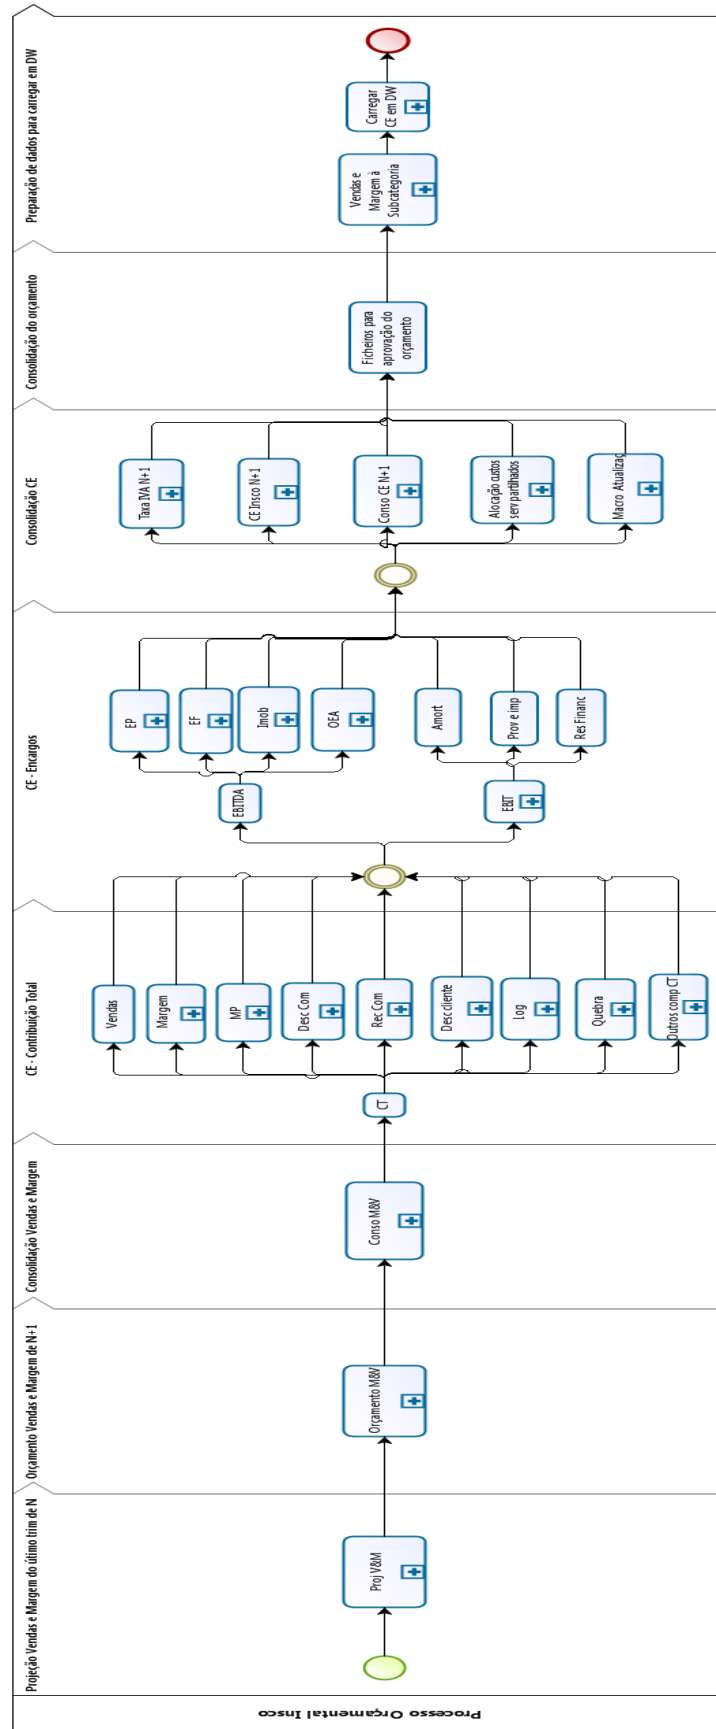 Processo Orçamental Insco
Projeção Vendas e Margem do útimo trim de N
Proj V&M
Orçamento Vendas e Margem de N+1
Orçamento M&V
Consolidação Vendas e Margem
Conso M&V
CE - Contribuição Total
CT
Vendas
Margem
MP
Desc Com
Rec Com
Desc cliente
Log
Quebra
Outros comp CT
CE - Encargos
EBITDA
EBIT
EP
EF
Imob
OEA
Amort
Prov e imp
Res Financ
Consolidação CE
Taxa IVA N+1
CE Insco N+1
Conso CE N+1
Alocação custos
serv partilhados
Macro Atualizaç
Consolidação do orçamento
Ficheiros para
aprovação do
orçamento
Preparação de dados para carregar em DW
Vendas e
Margem à
Subcategoria
Carregar
CE em DW